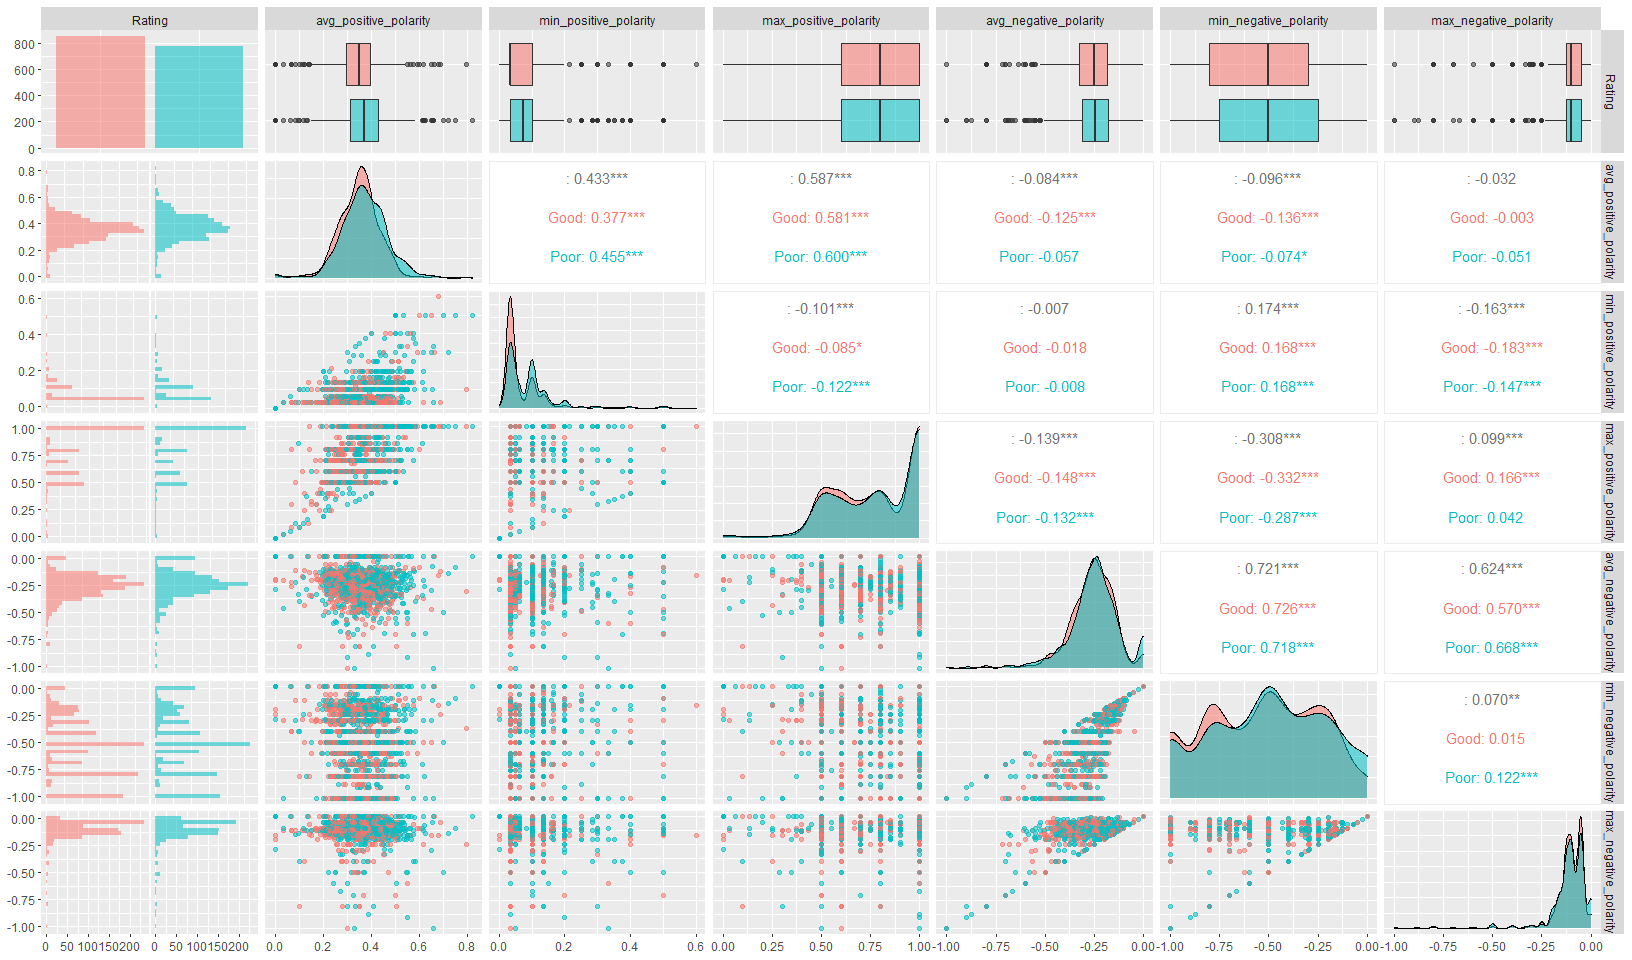 Rating avg_positive_polarity min_positive_polarity max_positive_polarity avg_negative_polarity min_negative_polarity max_negative_polarity
800
600
400
200
0
Rating
0.8
0.6
0.4
0.2
0.0
: 0.433*** : 0.587*** : -0.084*** : -0.096*** : -0.032
Good: 0.377*** Good: 0.581*** Good: -0.125*** Good: -0.136*** Good: -0.003
Poor: 0.455*** Poor: 0.600*** Poor: -0.057 Poor: -0.074* Poor: -0.051
avg_positive_polarity
0.6
0.4
0.2
0.0
: -0.101*** : -0.007 : 0.174*** : -0.163***
Good: -0.085* Good: -0.018 Good: 0.168*** Good: -0.183***
Poor: -0.122*** Poor: -0.008 Poor: 0.168*** Poor: -0.147***
min_positive_polarity
1.00
0.75
0.50
0.25
0.00
: -0.139*** : -0.308*** : 0.099***
Good: -0.148*** Good: -0.332*** Good: 0.166***
Poor: -0.132*** Poor: -0.287*** Poor: 0.042
max_positive_polarity
0.00
-0.25
-0.50
-0.75
-1.00
: 0.721*** : 0.624***
Good: 0.726*** Good: 0.570***
Poor: 0.718*** Poor: 0.668***
avg_negative_polarity
0.00
-0.25
-0.50
-0.75
-1.00
: 0.070**
Good: 0.015
Poor: 0.122***
min_negative_polarity
0.00
-0.25
-0.50
-0.75
-1.00
max_negative_polarity
0 50 100150200 0 50 100150200 0.0 0.2 0.4 0.6 0.8 0.0 0.2 0.4 0.6 0.00 0.25 0.50 0.75 1.00 -1.00 -0.75 -0.50 -0.25 0.00 -1.00 -0.75 -0.50 -0.25 0.00 -1.00 -0.75 -0.50 -0.25 0.00